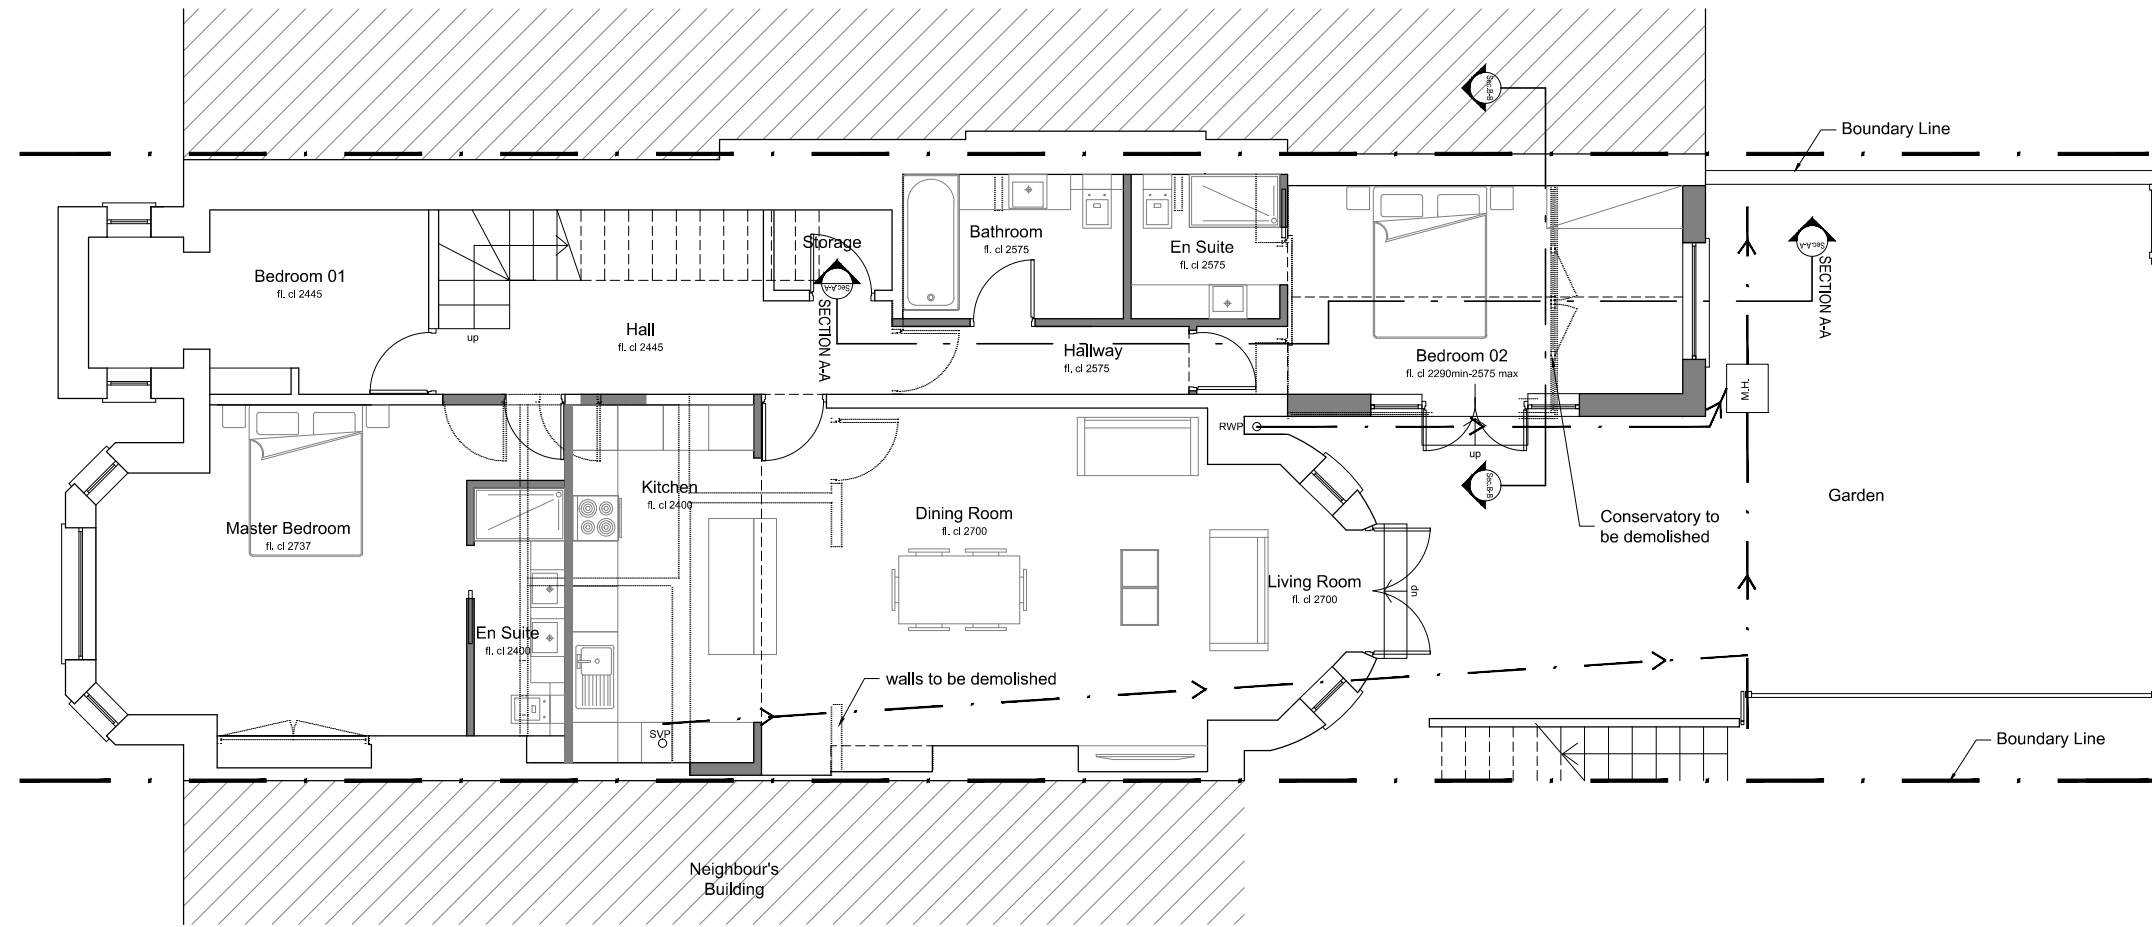 Sec.B-B
Boundary Line
Bathroom
fl. cl 2575
Storage
En Suite
fl. cl 2575
Sec.A-A
SECTION A-A
Bedroom 01
fl. cl 2445
Sec.A-A
SECTION A-A
Hall
fl. cl 2445
up
Hallway
fl. cl 2575
Bedroom 02
fl. cl 2290min-2575 max
M.H.
RWP
up
Sec.B-B
Kitchen
fl. cl 2400
Garden
Dining Room
fl. cl 2700
Conservatory to
be demolished
Master Bedroom
fl. cl 2737
Living Room
fl. cl 2700
dn
En Suite
fl. cl 2400
walls to be demolished
SVP
Boundary Line
Neighbour's
Building